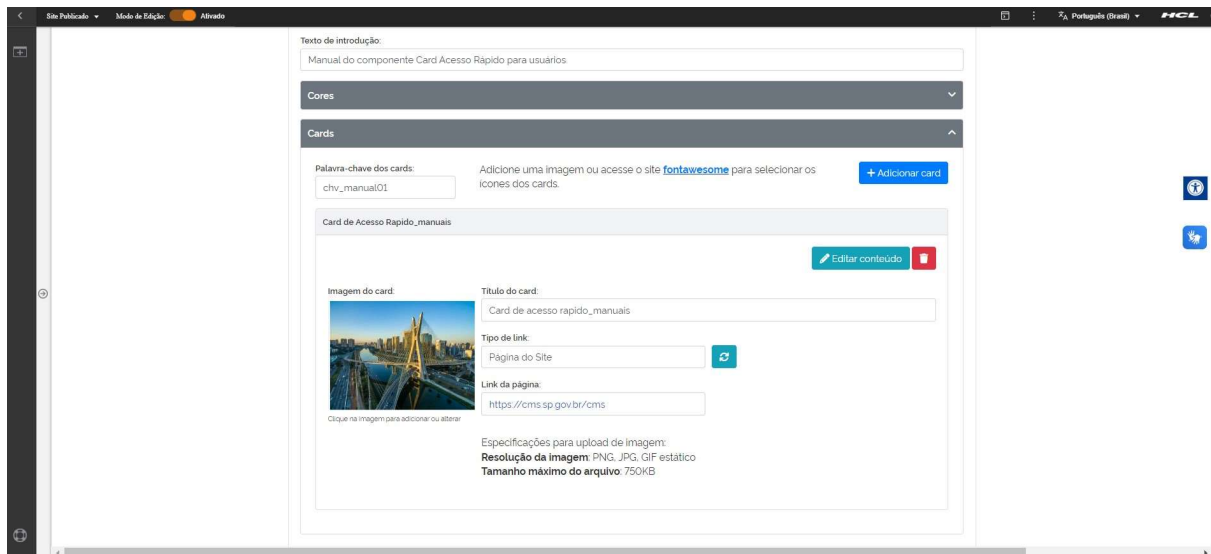 Site Publicado
Modo de Edição:
Ativado
Português (Brasil)
HCL
Texto de introdução:
Manual do componente Card Acesso Rápido para usuários
Cores
Cards
Palavra-chave dos cards:
chv_manual01
Adicione uma imagem ou acesse o site fontawesome para selecionar os
ícones dos cards.
+ Adicionar card
Card de Acesso Rapido_manuais
Editar conteúdo
Imagem do card:
Clique na imagem para adicionar ou alterar
Título do card:
Card de acesso rapido_manuais
Tipo de link:
Página do Site
Link da página:
https://cms.sp.gov.br/cms
Especificações para upload de imagem:
Resolução da imagem: PNG, JPG, GIF estático
Tamanho máximo do arquivo: 750KB